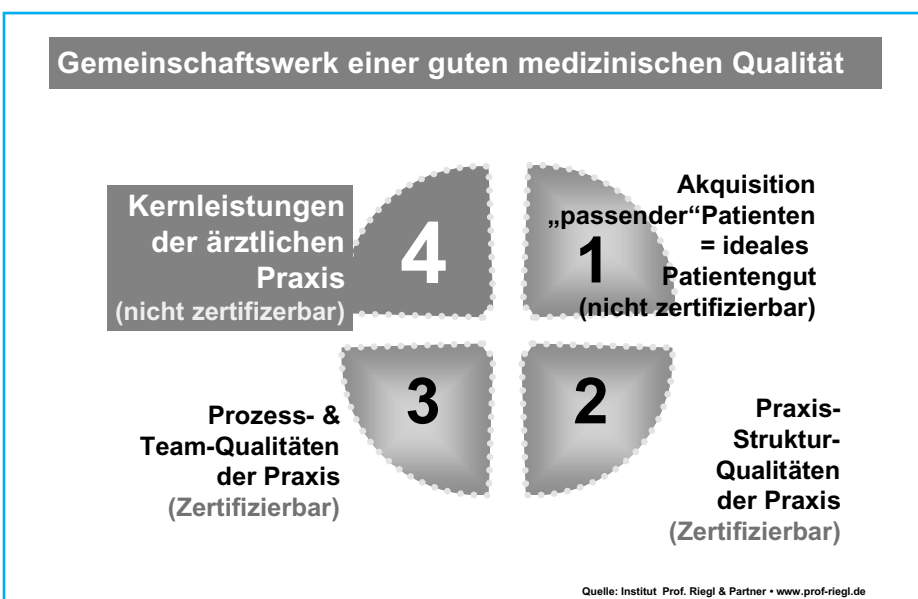 Gemeinschaftswerk einer guten medizinischen Qualität
Kernleistungen
der ärztlichen
Praxis
(nicht zertifizerbar)
4
1
Akquisition
„passender“Patienten
= ideales
Patientengut
(nicht zertifizierbar)
3
Prozess- &
Team-Qualitäten
der Praxis
(Zertifizierbar)
2
Praxis-
Struktur-
Qualitäten
der Praxis
(Zertifizierbar)
Quelle: Institut Prof. Riegl & Partner • www.prof-riegl.de